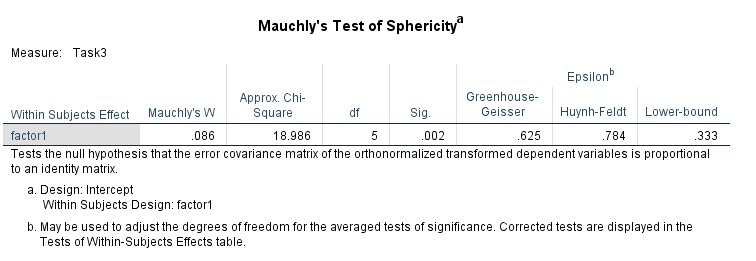 Mauchly's Test of Sphericity^a
Measure: Task3
Epsilon^b
Within Subjects Effect Mauchly's W Approx. Chi-Square df Sig. Greenhouse-Geisser Huynh-Feldt Lower-bound
factor1 .086 18.986 5 .002 .625 .784 .333
Tests the null hypothesis that the error covariance matrix of the orthonormalized transformed dependent variables is proportional
to an identity matrix.
a. Design: Intercept
Within Subjects Design: factor1
b. May be used to adjust the degrees of freedom for the averaged tests of significance. Corrected tests are displayed in the
Tests of Within-Subjects Effects table.